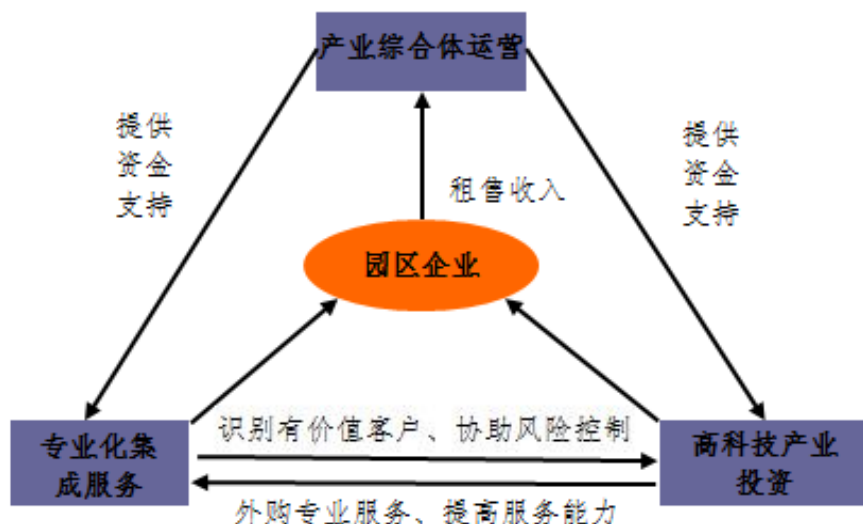 产业综合体运营
提供
资金
支持
提供
资金
支持
租售收入
园区企业
识别有价值客户、协助风险控制
专业化集
成服务
高科技产业
投资
外购专业服务、提高服务能力